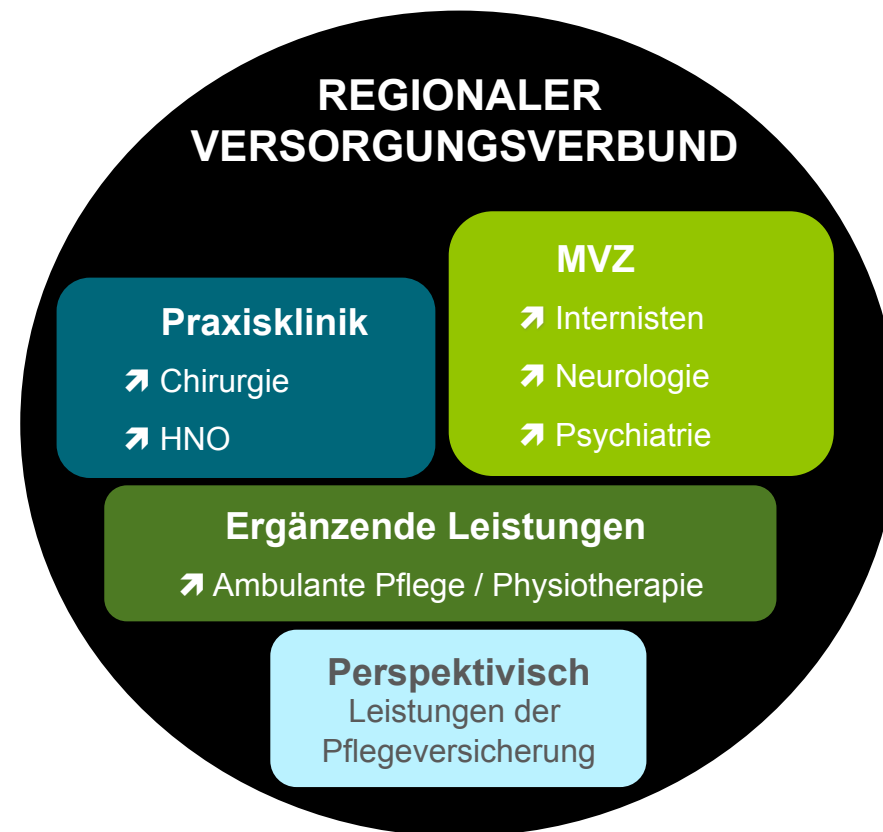 REGIONALER
VERSORGUNGSVERBUND
Praxisklinik
Chirurgie
HNO
MVZ
Internisten
Neurologie
Psychiatrie
Ergänzende Leistungen
Ambulante Pflege / Physiotherapie
Perspektivisch
Leistungen der
Pflegeversicherung